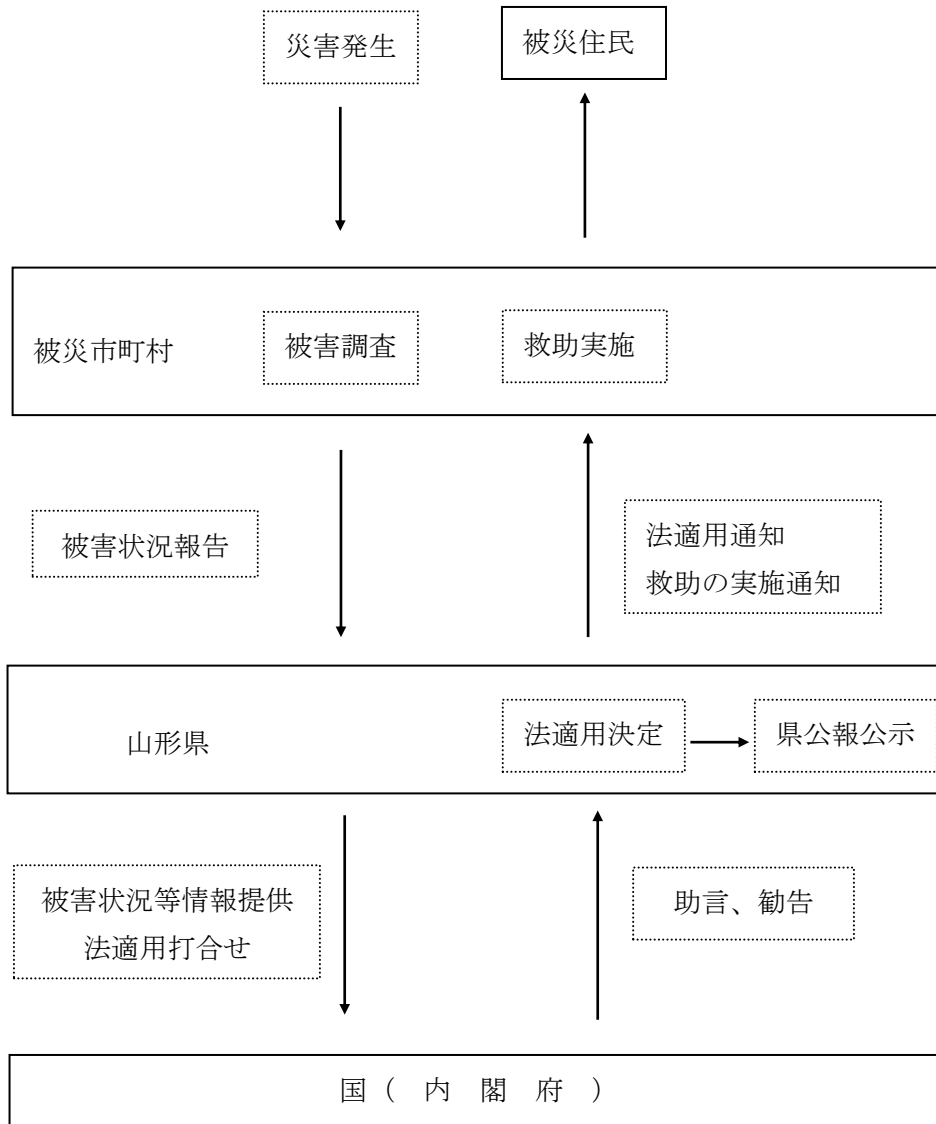 災害発生
被災住民
被災市町村
被害調査
救助実施
被害状況報告
法適用通知
救助の実施通知
山形県
法適用決定
県公報公示
被害状況等情報提供
法適用打合せ
助言、勧告
国（ 内 閣 府 ）